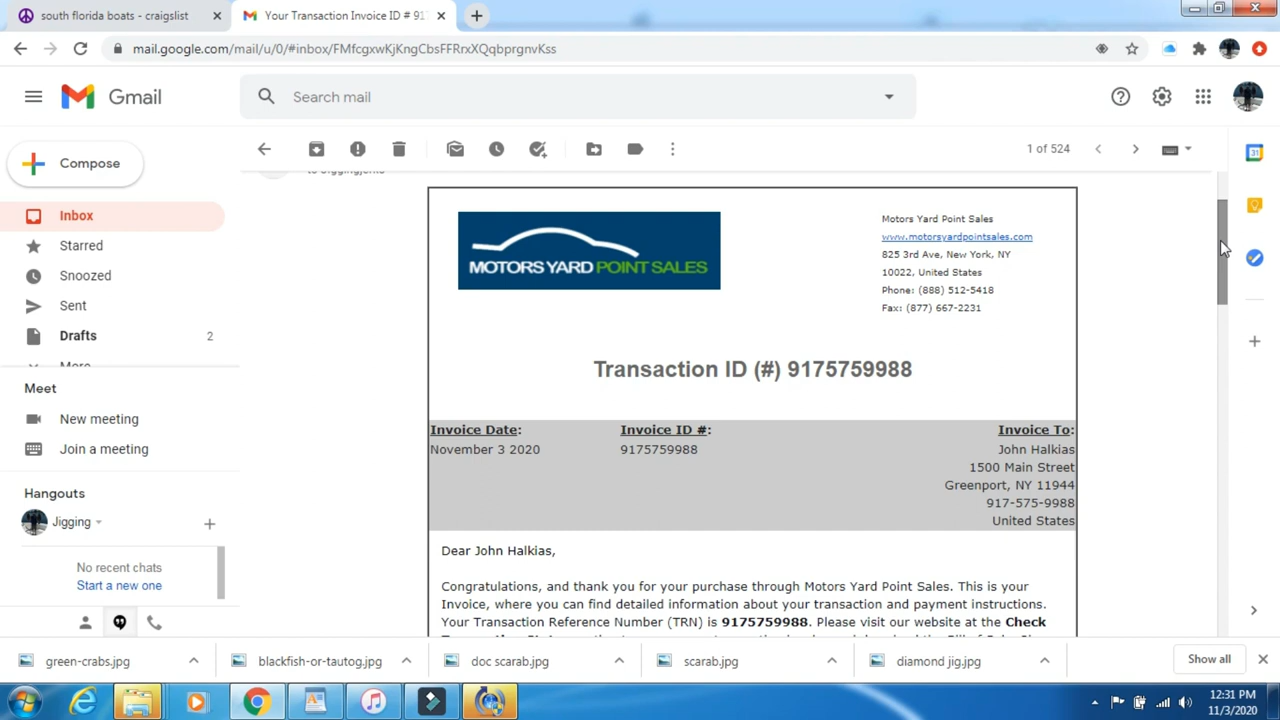 south florida boats - craigslist
Your Transaction Invoice ID # 917
mail.google.com/mail/u/0/#inbox/FMfcgxwKjKngCbsFFRrxXQqbprgnvKss
Gmail
Search mail
Compose
1 of 524
Inbox
Starred
Snoozed
Sent
Drafts
2
More
Meet
New meeting
Join a meeting
Hangouts
Jigging
No recent chats
Start a new one
MOTORS YARD POINT SALES
Motors Yard Point Sales
www.motorsyardpointsales.com
825 3rd Ave, New York, NY
10022, United States
Phone: (888) 512-5418
Fax: (877) 667-2231
Transaction ID (#) 9175759988
Invoice Date:
November 3 2020
Invoice ID #:
9175759988
Invoice To:
John Halkias
1500 Main Street
Greenport, NY 11944
917-575-9988
United States
Dear John Halkias,
Congratulations, and thank you for your purchase through Motors Yard Point Sales. This is your
Invoice, where you can find detailed information about your transaction and payment instructions.
Your Transaction Reference Number (TRN) is 9175759988. Please visit our website at the Check
green-crabs.jpg
blackfish-or-tautog.jpg
doc scarab.jpg
scarab.jpg
diamond jig.jpg
Show all
12:31 PM
11/3/2020